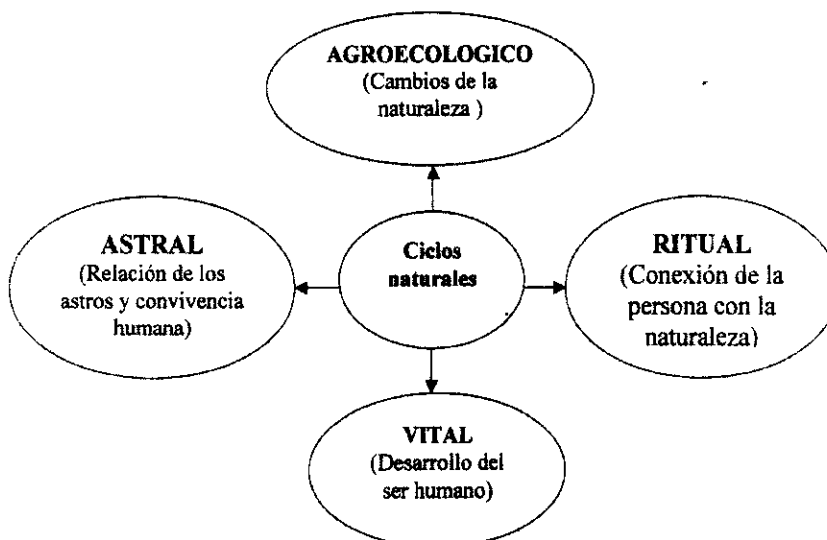 AGROECOLOGICO
(Cambios de la
naturaleza )
ASTRAL
(Relación de los
astros y convivencia
humana)
Ciclos
naturales
RITUAL
(Conexión de la
persona con la
naturaleza)
VITAL
(Desarrollo del
ser humano)